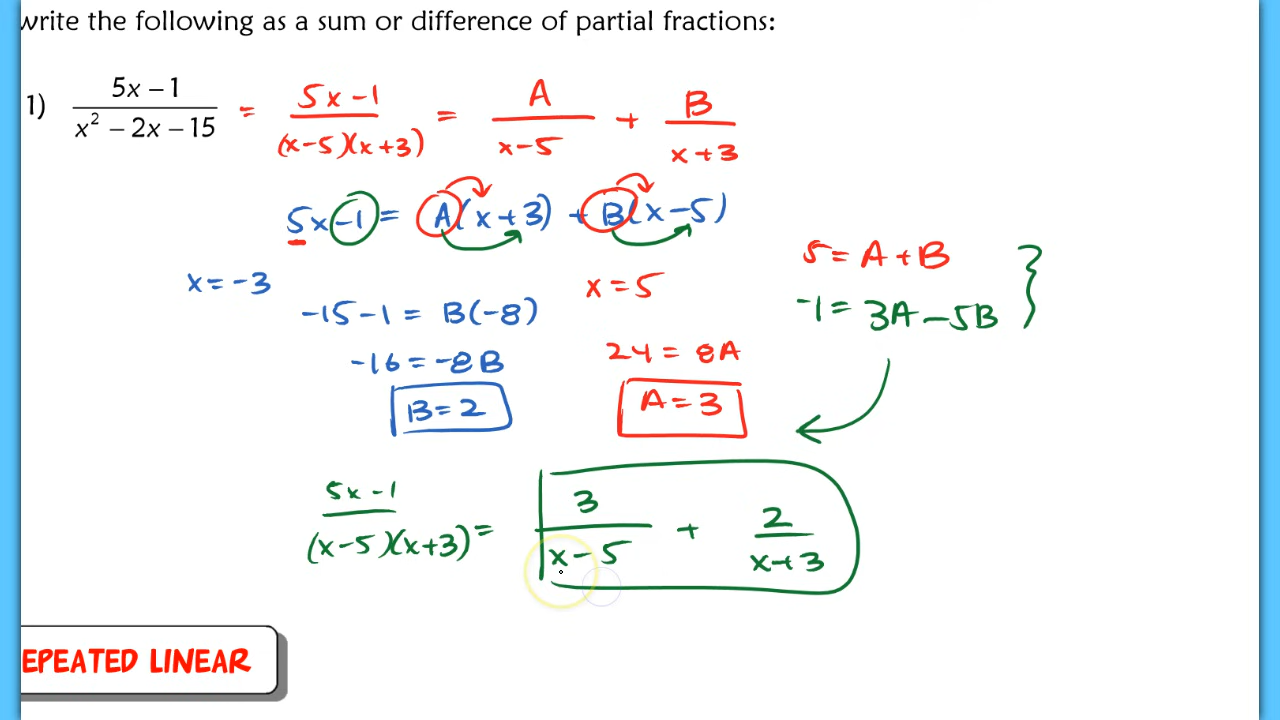 write the following as a sum or difference of partial fractions:
1) (5x – 1)/(x² – 2x – 15) = (5x-1)/((x-5)(x+3)) = A/(x-5) + B/(x+3)
5x-1 = A(x+3) + B(x-5)
x=-3
-15-1 = B(-8)
-16 = -8B
B=2
x=5
24 = 8A
A=3
5=A+B
-1=3A-5B
(5x-1)/((x-5)(x+3)) = 3/(x-5) + 2/(x+3)
EPEATED LINEAR